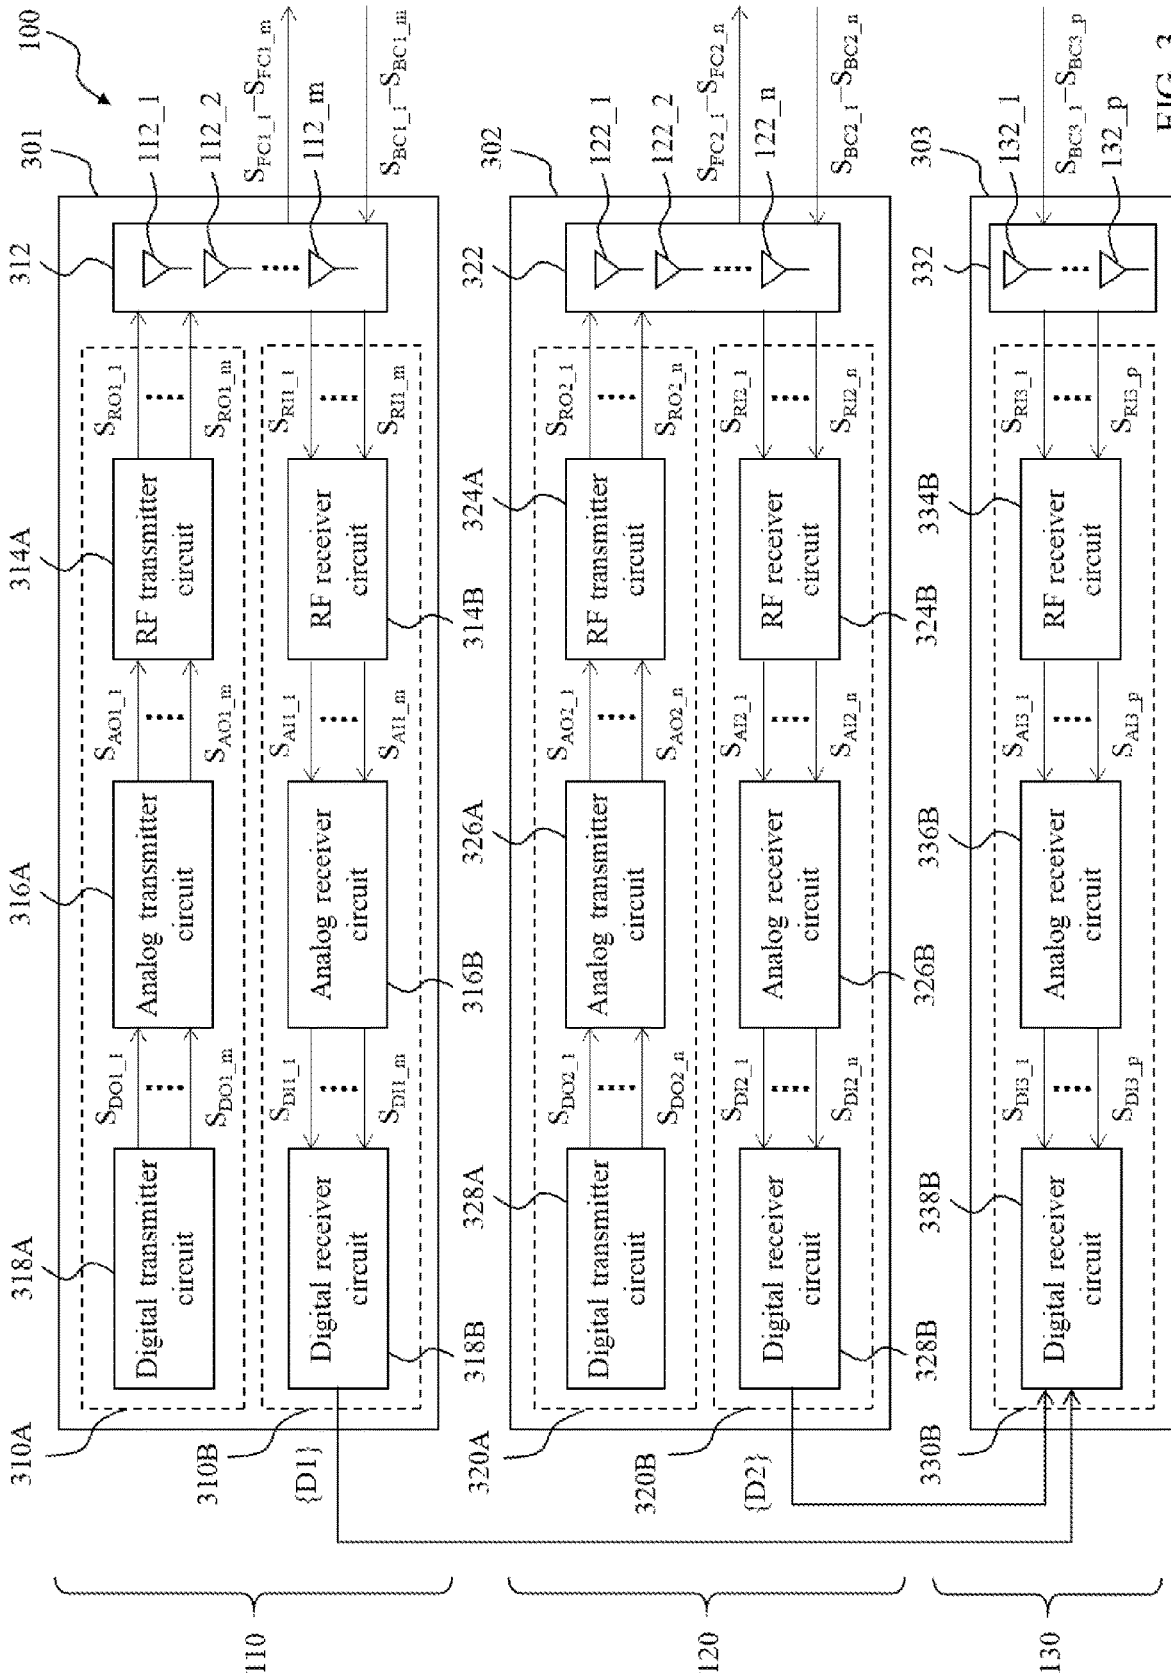 100
110
301
310A
318A
Digital transmitter
circuit
S_DO1_1
S_DO1_m
316A
Analog transmitter
circuit
S_AO1_1
S_AO1_m
314A
RF transmitter
circuit
S_RO1_1
S_RO1_m
312
112_1
112_2
112_m
S_FC1_1–S_FC1_m
S_BC1_1–S_BC1_m
310B
{D1}
Digital receiver
circuit
318B
S_DI1_1
S_DI1_m
Analog receiver
circuit
316B
S_AI1_1
S_AI1_m
RF receiver
circuit
314B
S_RI1_1
S_RI1_m
120
302
320A
328A
Digital transmitter
circuit
S_DO2_1
S_DO2_n
326A
Analog transmitter
circuit
S_AO2_1
S_AO2_n
324A
RF transmitter
circuit
S_RO2_1
S_RO2_n
322
122_1
122_2
122_n
S_FC2_1–S_FC2_n
S_BC2_1–S_BC2_n
320B
{D2}
Digital receiver
circuit
328B
S_DI2_1
S_DI2_n
Analog receiver
circuit
326B
S_AI2_1
S_AI2_n
RF receiver
circuit
324B
S_RI2_1
S_RI2_n
130
303
330B
338B
Digital receiver
circuit
S_DI3_1
S_DI3_p
336B
Analog receiver
circuit
S_AI3_1
S_AI3_p
334B
RF receiver
circuit
S_RI3_1
S_RI3_p
332
132_1
132_p
S_BC3_1–S_BC3_p
FIG. 3